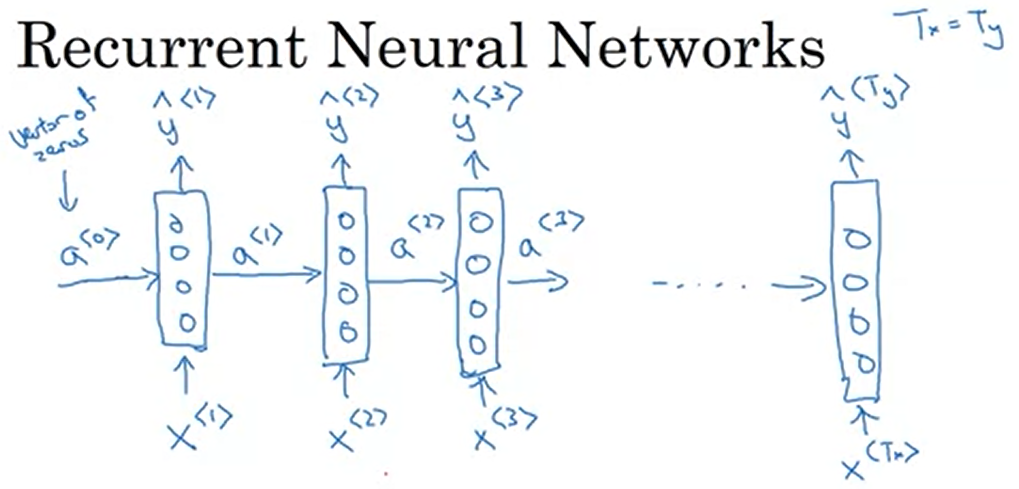 Recurrent Neural Networks
Tx = Ty
vector of
zeros
ŷ<1>
ŷ<2>
ŷ<3>
ŷ<Ty>
a<0>
a<1>
a<2>
a<3>
x<1>
x<2>
x<3>
x<Tx>